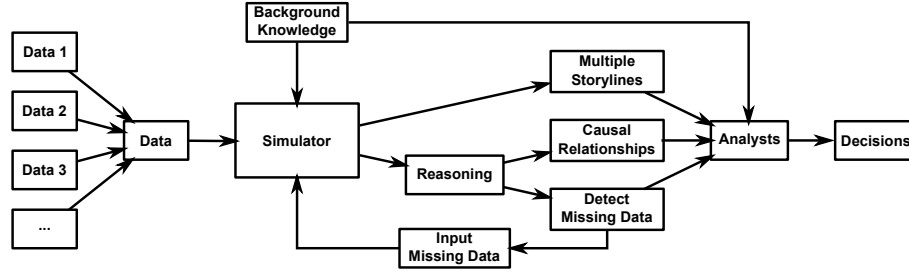 Background
Knowledge
Data 1
Data 2
Data 3
...
Data
Simulator
Multiple
Storylines
Causal
Relationships
Reasoning
Detect
Missing Data
Input
Missing Data
Analysts
Decisions